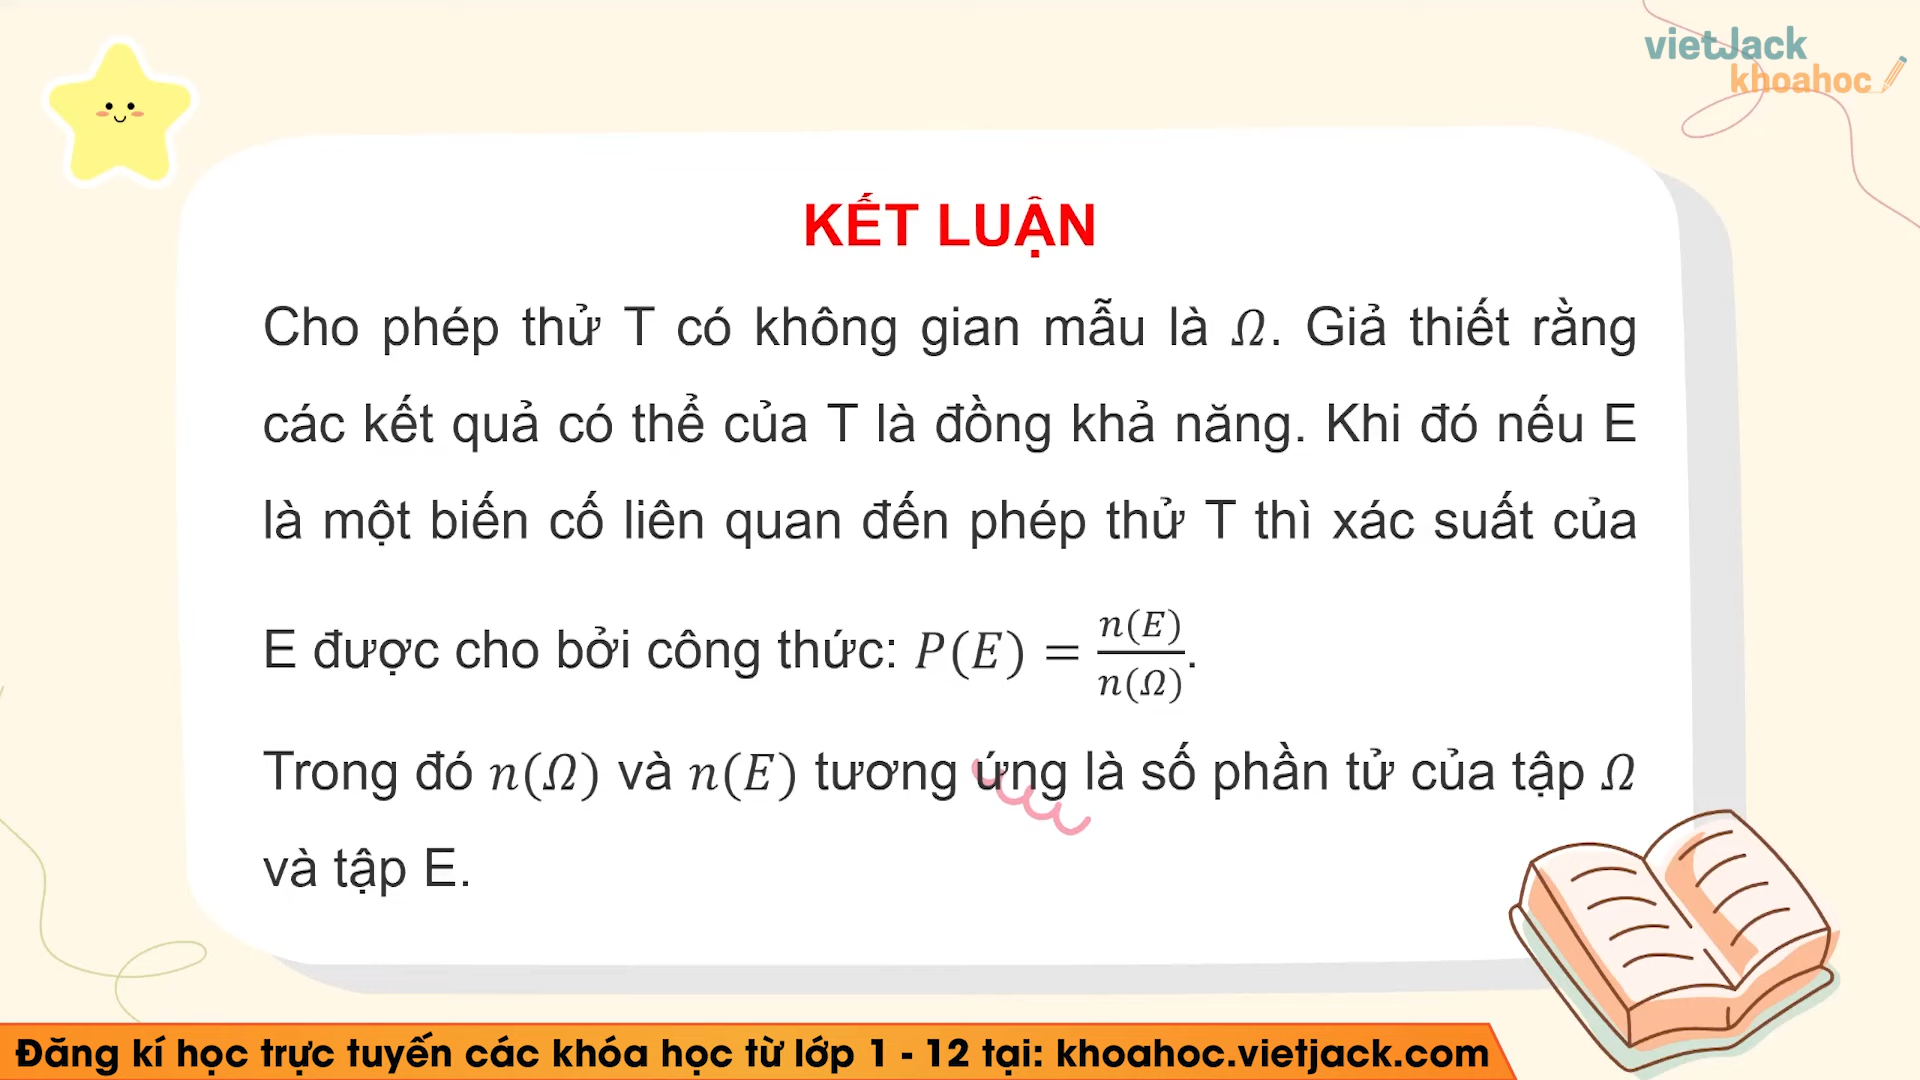 vietJack
khoahoc
KẾT LUẬN
Cho phép thử T có không gian mẫu là Ω. Giả thiết rằng
các kết quả có thể của T là đồng khả năng. Khi đó nếu E
là một biến cố liên quan đến phép thử T thì xác suất của
E được cho bởi công thức: P(E) = n(E)/n(Ω).
Trong đó n(Ω) và n(E) tương ứng là số phần tử của tập Ω
và tập E.
Đăng kí học trực tuyến các khóa học từ lớp 1 - 12 tại: khoahoc.vietjack.com